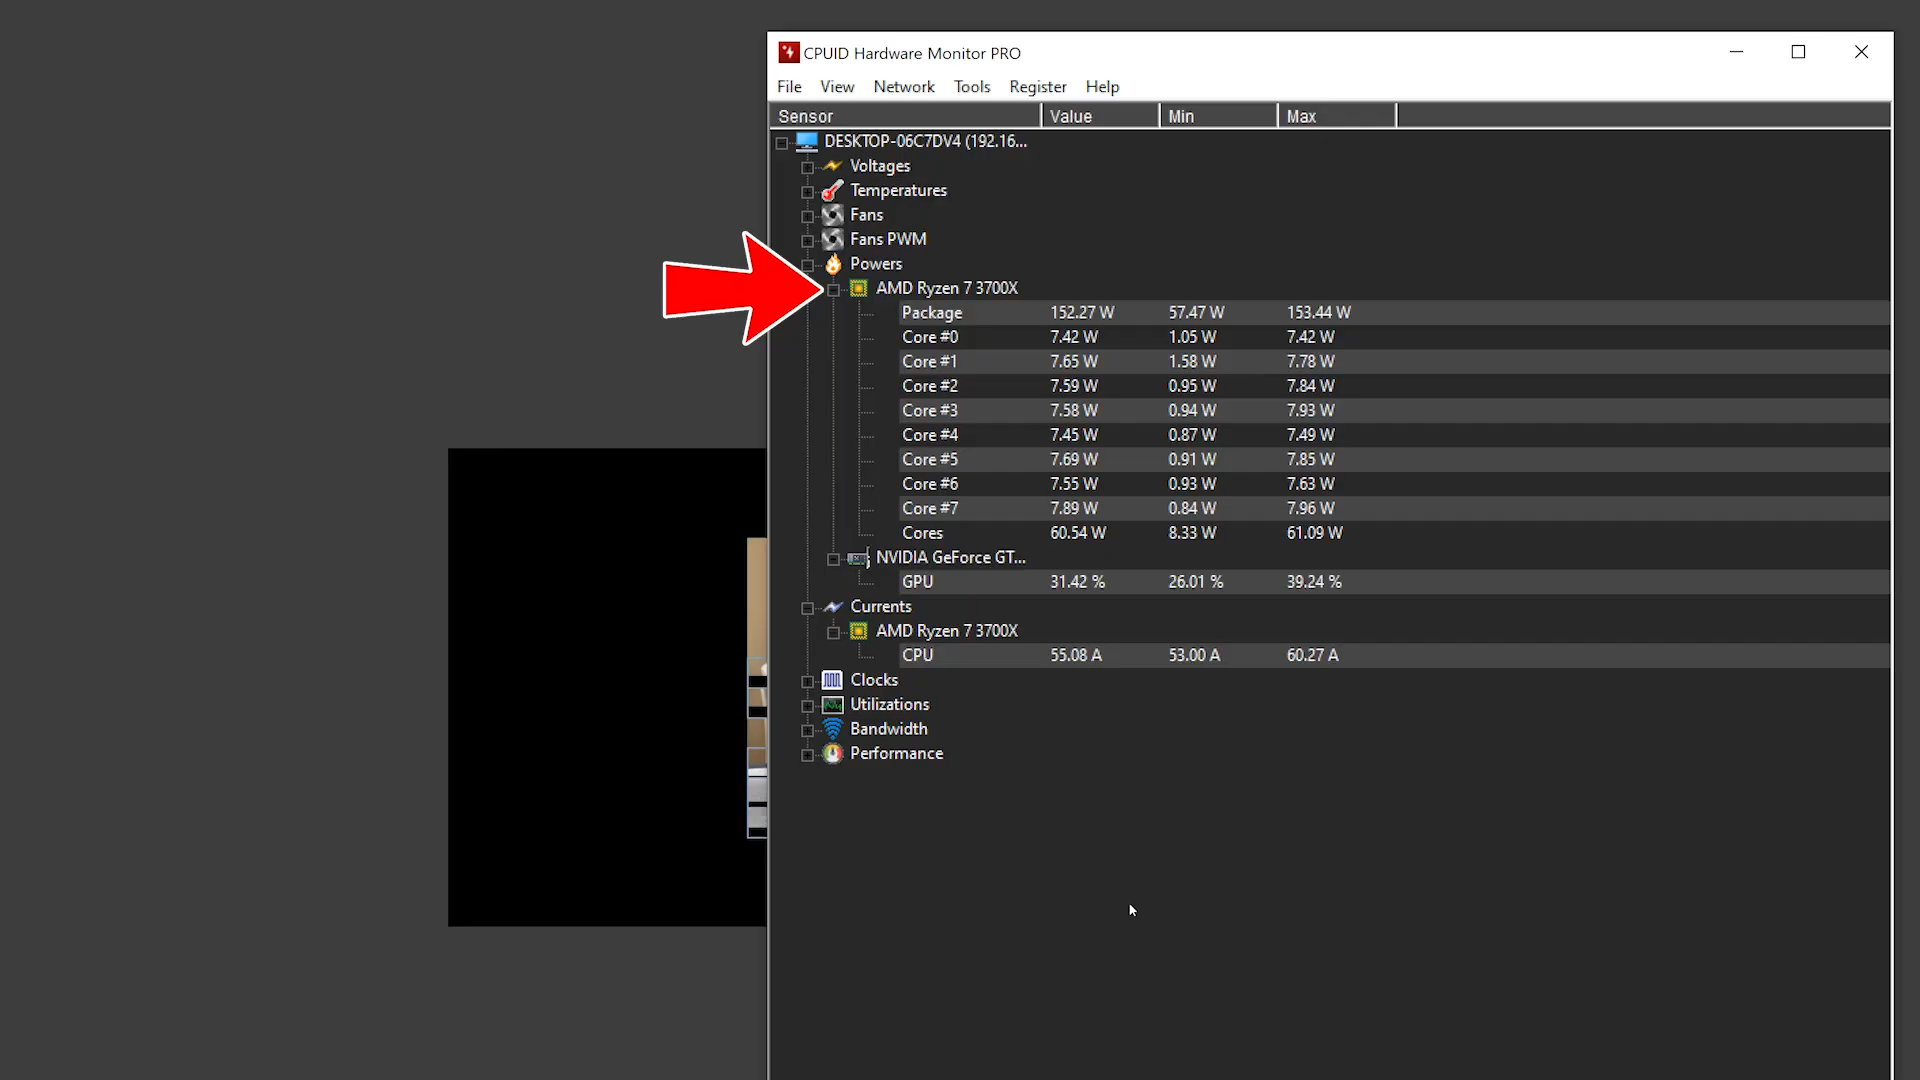 CPUID Hardware Monitor PRO
File View Network Tools Register Help
Sensor Value Min Max
DESKTOP-06C7DV4 (192.16...
Voltages
Temperatures
Fans
Fans PWM
Powers
AMD Ryzen 7 3700X
Package 152.27 W 57.47 W 153.44 W
Core #0 7.42 W 1.05 W 7.42 W
Core #1 7.65 W 1.58 W 7.78 W
Core #2 7.59 W 0.95 W 7.84 W
Core #3 7.58 W 0.94 W 7.93 W
Core #4 7.45 W 0.87 W 7.49 W
Core #5 7.69 W 0.91 W 7.85 W
Core #6 7.55 W 0.93 W 7.63 W
Core #7 7.89 W 0.84 W 7.96 W
Cores 60.54 W 8.33 W 61.09 W
NVIDIA GeForce GT...
GPU 31.42 % 26.01 % 39.24 %
Currents
AMD Ryzen 7 3700X
CPU 55.08 A 53.00 A 60.27 A
Clocks
Utilizations
Bandwidth
Performance